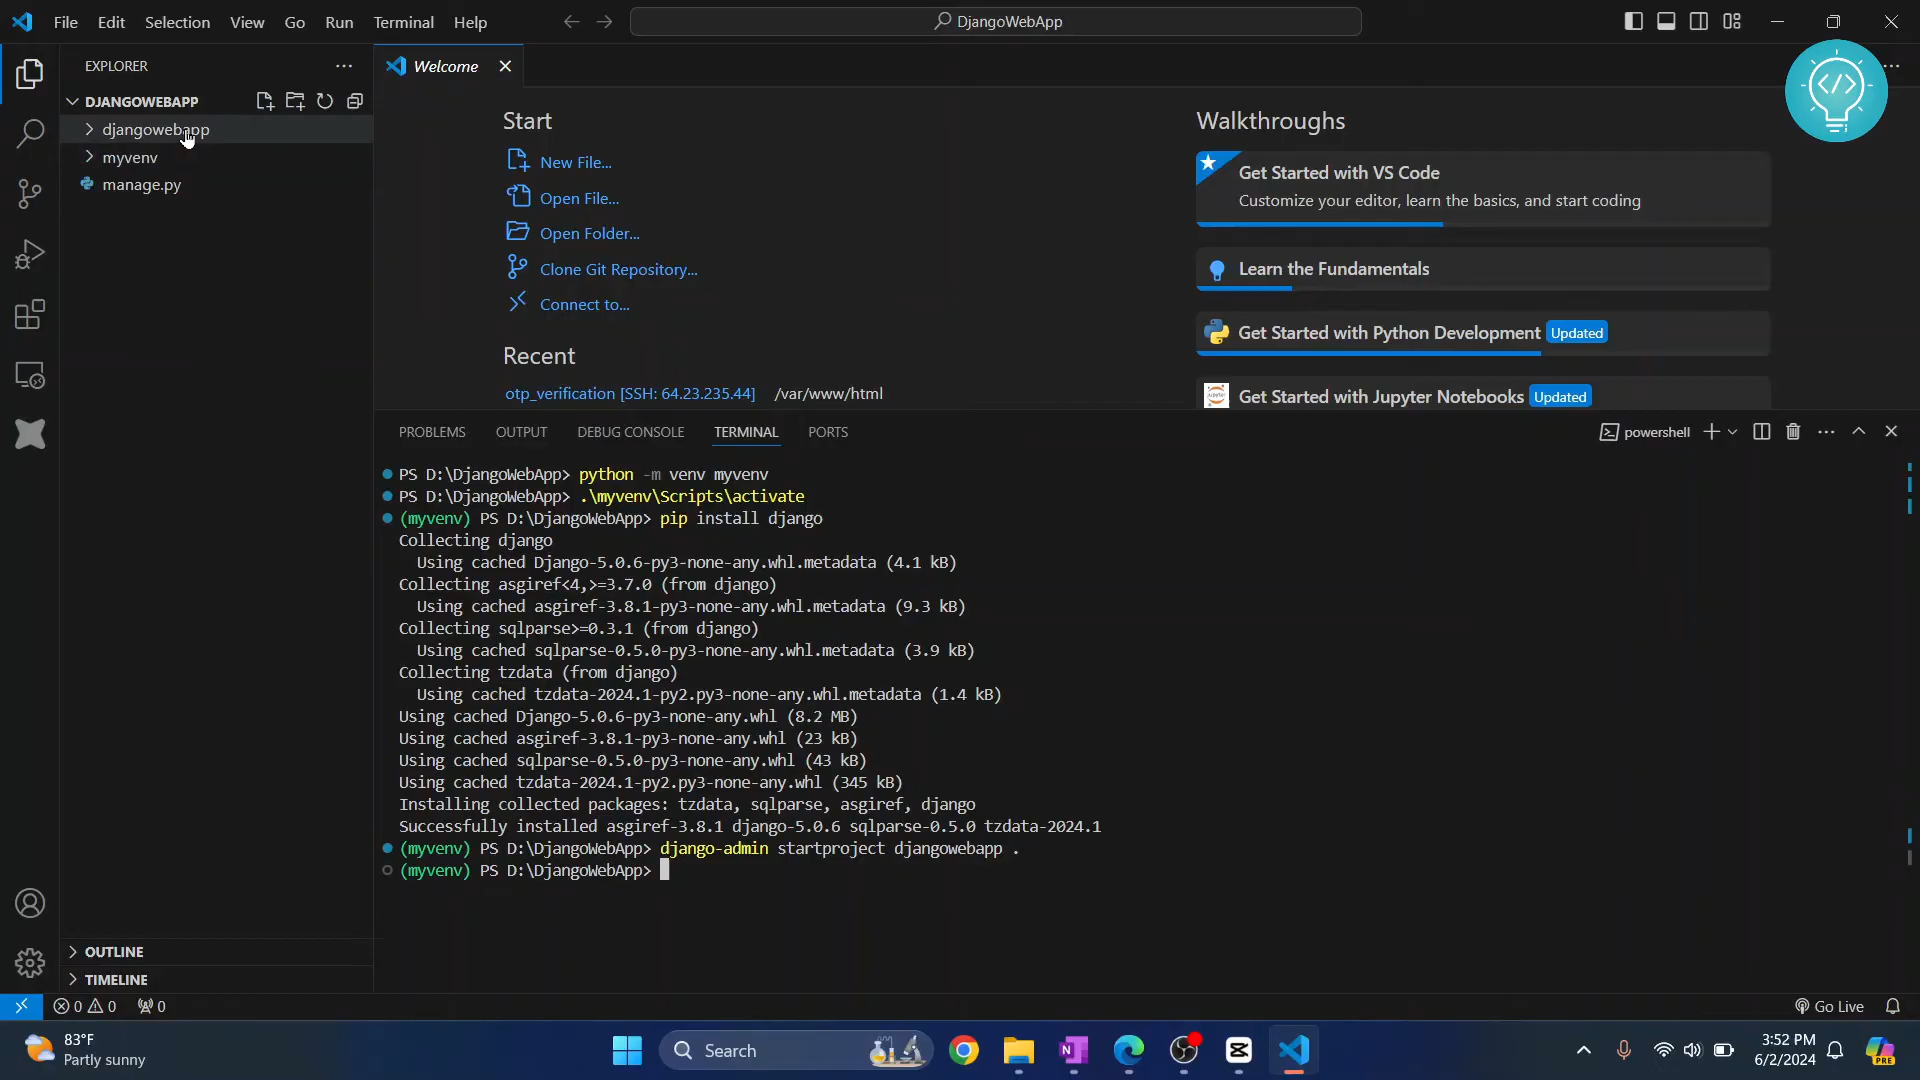 File Edit Selection View Go Run Terminal Help
DjangoWebApp
EXPLORER
DJANGOWEBAPP
djangowebapp
myvenv
manage.py
OUTLINE
TIMELINE
Welcome
Start
New File...
Open File...
Open Folder...
Clone Git Repository...
Connect to...
Recent
otp_verification [SSH: 64.23.235.44] /var/www/html
Walkthroughs
Get Started with VS Code
Customize your editor, learn the basics, and start coding
Learn the Fundamentals
Get Started with Python Development Updated
Get Started with Jupyter Notebooks Updated
PROBLEMS OUTPUT DEBUG CONSOLE TERMINAL PORTS
powershell
PS D:\DjangoWebApp> python -m venv myvenv
PS D:\DjangoWebApp> .\myvenv\Scripts\activate
(myvenv) PS D:\DjangoWebApp> pip install django
Collecting django
Using cached Django-5.0.6-py3-none-any.whl.metadata (4.1 kB)
Collecting asgiref<4,>=3.7.0 (from django)
Using cached asgiref-3.8.1-py3-none-any.whl.metadata (9.3 kB)
Collecting sqlparse>=0.3.1 (from django)
Using cached sqlparse-0.5.0-py3-none-any.whl.metadata (3.9 kB)
Collecting tzdata (from django)
Using cached tzdata-2024.1-py2.py3-none-any.whl.metadata (1.4 kB)
Using cached Django-5.0.6-py3-none-any.whl (8.2 MB)
Using cached asgiref-3.8.1-py3-none-any.whl (23 kB)
Using cached sqlparse-0.5.0-py3-none-any.whl (43 kB)
Using cached tzdata-2024.1-py2.py3-none-any.whl (345 kB)
Installing collected packages: tzdata, sqlparse, asgiref, django
Successfully installed asgiref-3.8.1 django-5.0.6 sqlparse-0.5.0 tzdata-2024.1
(myvenv) PS D:\DjangoWebApp> django-admin startproject djangowebapp .
(myvenv) PS D:\DjangoWebApp>
0 0 0
Go Live
83°F
Partly sunny
Search
3:52 PM
6/2/2024
PRE